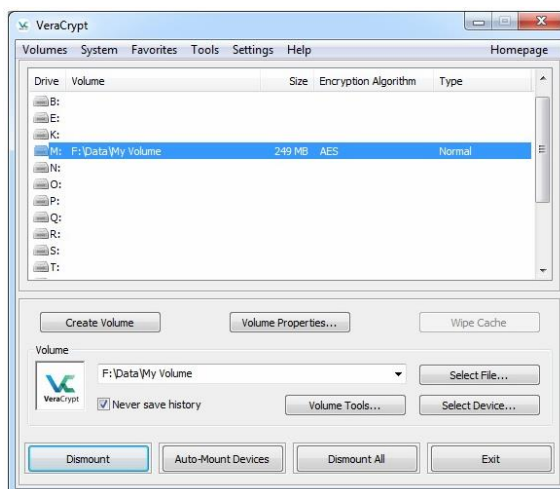 VeraCrypt
Volumes System Favorites Tools Settings Help Homepage
Drive Volume Size Encryption Algorithm Type
B:
E:
K:
M: F:\Data\My Volume 249 MB AES Normal
N:
O:
P:
Q:
R:
S:
T:
Create Volume Volume Properties... Wipe Cache
Volume
VeraCrypt
F:\Data\My Volume Select File...
Never save history Volume Tools... Select Device...
Dismount Auto-Mount Devices Dismount All Exit